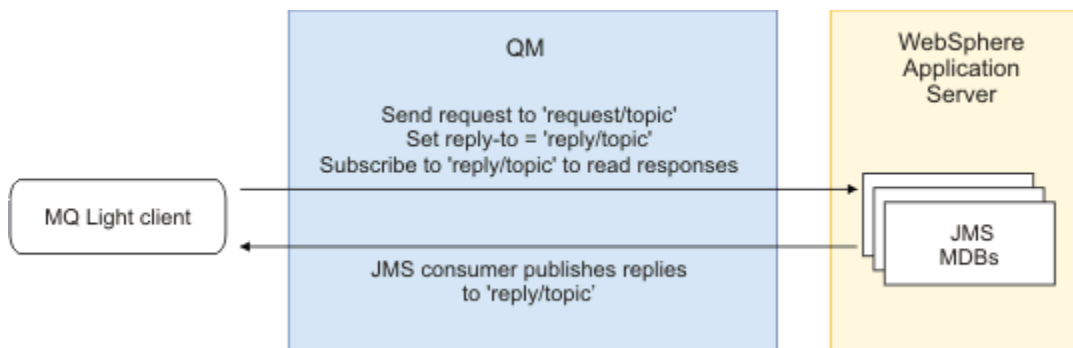 QM
WebSphere
Application
Server
Send request to 'request/topic'
Set reply-to = 'reply/topic'
Subscribe to 'reply/topic' to read responses
MQ Light client
JMS
MDBs
JMS consumer publishes replies
to 'reply/topic'